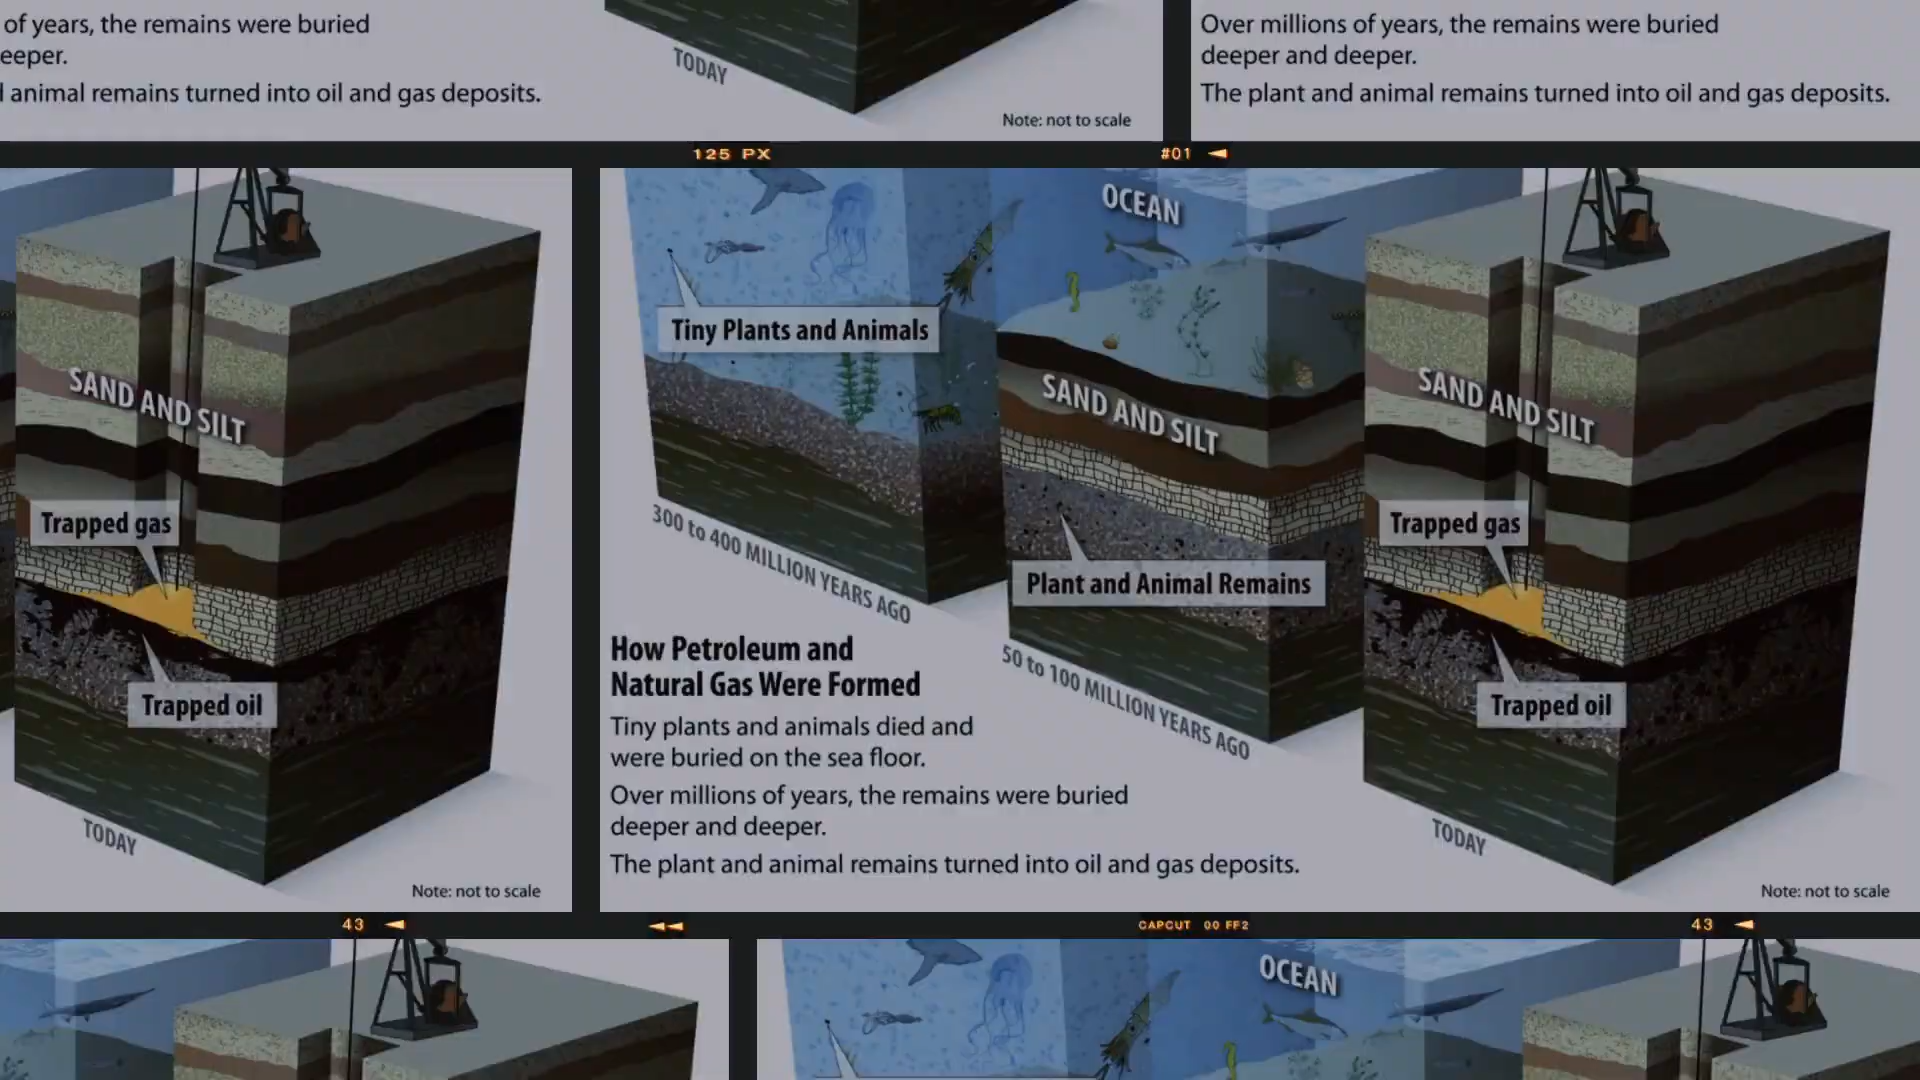 of years, the remains were buried
eeper.
animal remains turned into oil and gas deposits.
TODAY
Note: not to scale
Over millions of years, the remains were buried
deeper and deeper.
The plant and animal remains turned into oil and gas deposits.
125 PX
#01
SAND AND SILT
Trapped gas
Trapped oil
TODAY
Note: not to scale
OCEAN
Tiny Plants and Animals
SAND AND SILT
300 to 400 MILLION YEARS AGO
Plant and Animal Remains
50 to 100 MILLION YEARS AGO
How Petroleum and
Natural Gas Were Formed
Tiny plants and animals died and
were buried on the sea floor.
Over millions of years, the remains were buried
deeper and deeper.
The plant and animal remains turned into oil and gas deposits.
SAND AND SILT
Trapped gas
Trapped oil
TODAY
Note: not to scale
43
CAPCUT 00 FF2
43
OCEAN